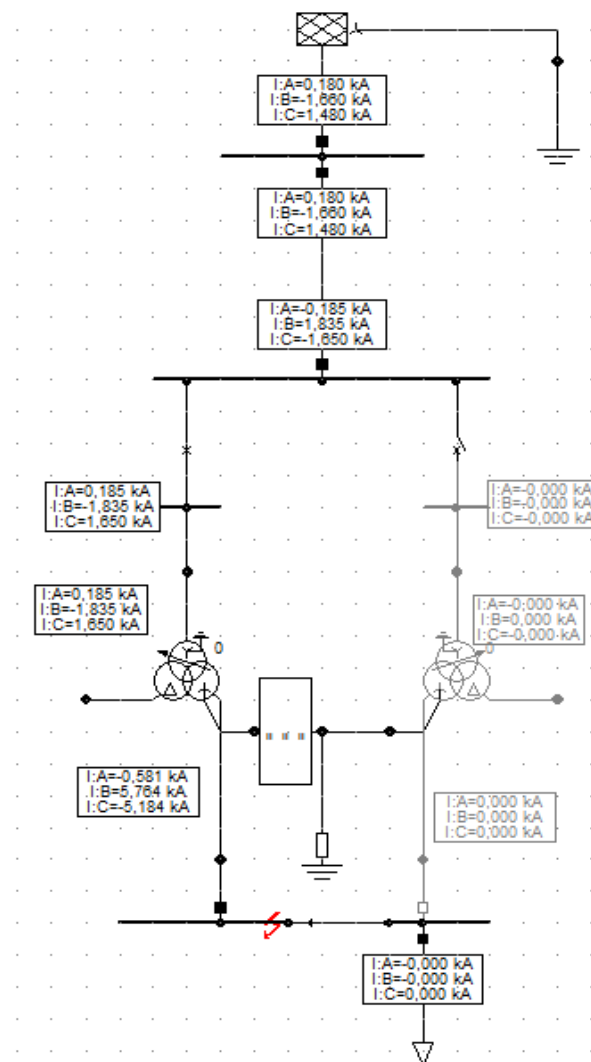 I:A=0,180 kA
I:B=-1,660 kA
I:C=1,480 kA
I:A=0,180 kA
I:B=-1,660 kA
I:C=1,480 kA
I:A=-0,185 kA
I:B=1,835 kA
I:C=-1,650 kA
I:A=0,185 kA
I:B=-1,835 kA
I:C=1,650 kA
I:A=-0,000 kA
I:B=-0,000 kA
I:C=-0,000 kA
I:A=0,185 kA
I:B=-1,835 kA
I:C=1,650 kA
0
I:A=-0,000 kA
I:B=0,000 kA
I:C=-0,000 kA
0
I:A=-0,581 kA
I:B=5,764 kA
I:C=-5,184 kA
I:A=0,000 kA
I:B=0,000 kA
I:C=0,000 kA
I:A=-0,000 kA
I:B=-0,000 kA
I:C=0,000 kA